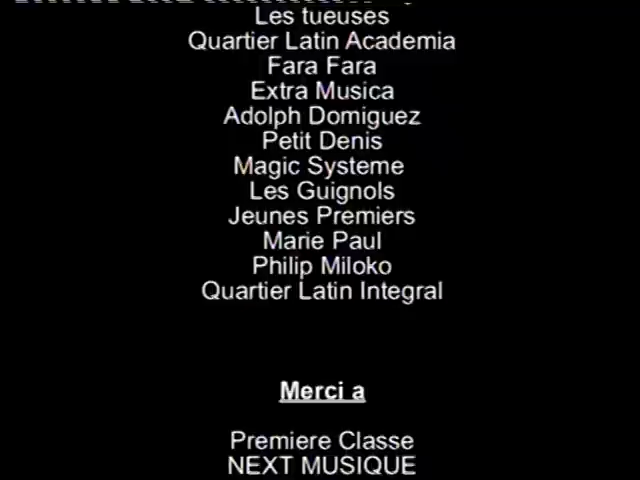 Les tueuses
Quartier Latin Academia
Fara Fara
Extra Musica
Adolph Domiguez
Petit Denis
Magic Systeme
Les Guignols
Jeunes Premiers
Marie Paul
Philip Miloko
Quartier Latin Integral
Merci a
Premiere Classe
NEXT MUSIQUE